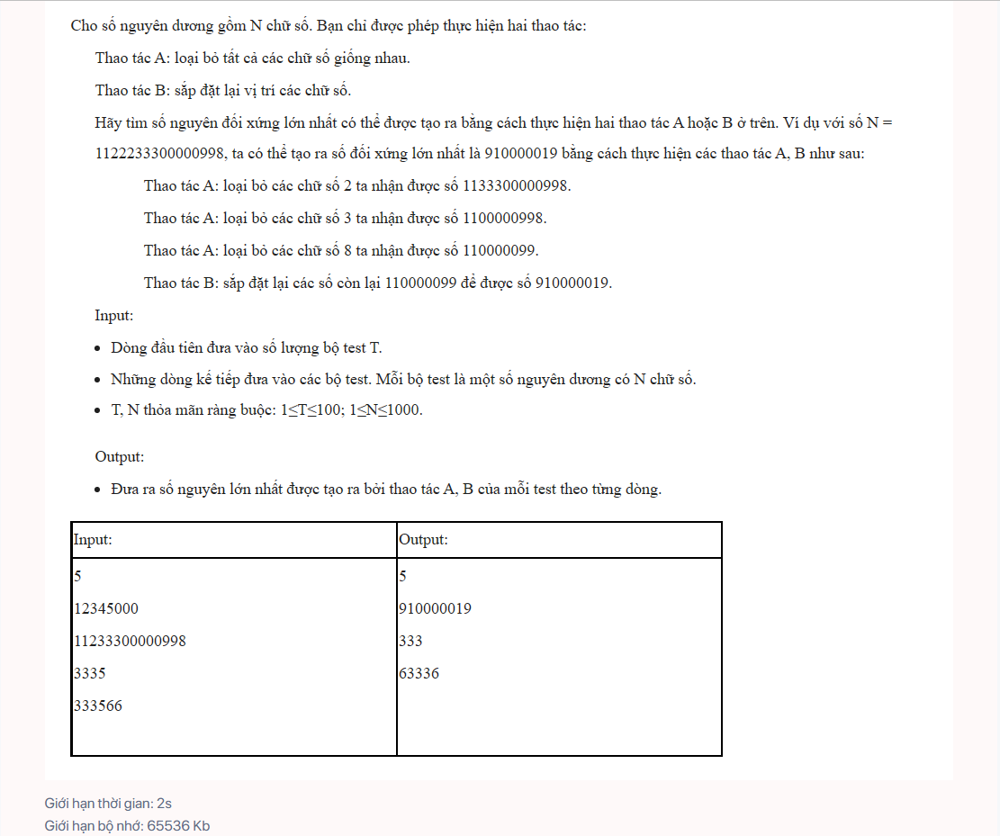 Cho số nguyên dương gồm N chữ số. Bạn chỉ được phép thực hiện hai thao tác:
Thao tác A: loại bỏ tất cả các chữ số giống nhau.
Thao tác B: sắp đặt lại vị trí các chữ số.
Hãy tìm số nguyên đối xứng lớn nhất có thể được tạo ra bằng cách thực hiện hai thao tác A hoặc B ở trên. Ví dụ với số N =
1122233300000998, ta có thể tạo ra số đối xứng lớn nhất là 910000019 bằng cách thực hiện các thao tác A, B như sau:
Thao tác A: loại bỏ các chữ số 2 ta nhận được số 1133300000998.
Thao tác A: loại bỏ các chữ số 3 ta nhận được số 1100000998.
Thao tác A: loại bỏ các chữ số 8 ta nhận được số 110000099.
Thao tác B: sắp đặt lại các số còn lại 110000099 để được số 910000019.
Input:
• Dòng đầu tiên đưa vào số lượng bộ test T.
• Những dòng kế tiếp đưa vào các bộ test. Mỗi bộ test là một số nguyên dương có N chữ số.
• T, N thỏa mãn ràng buộc: 1≤T≤100; 1≤N≤1000.
Output:
• Đưa ra số nguyên lớn nhất được tạo ra bởi thao tác A, B của mỗi test theo từng dòng.
Input: Output:
5 5
12345000 910000019
11233300000998 333
3335 63336
333566
Giới hạn thời gian: 2s
Giới hạn bộ nhớ: 65536 Kb